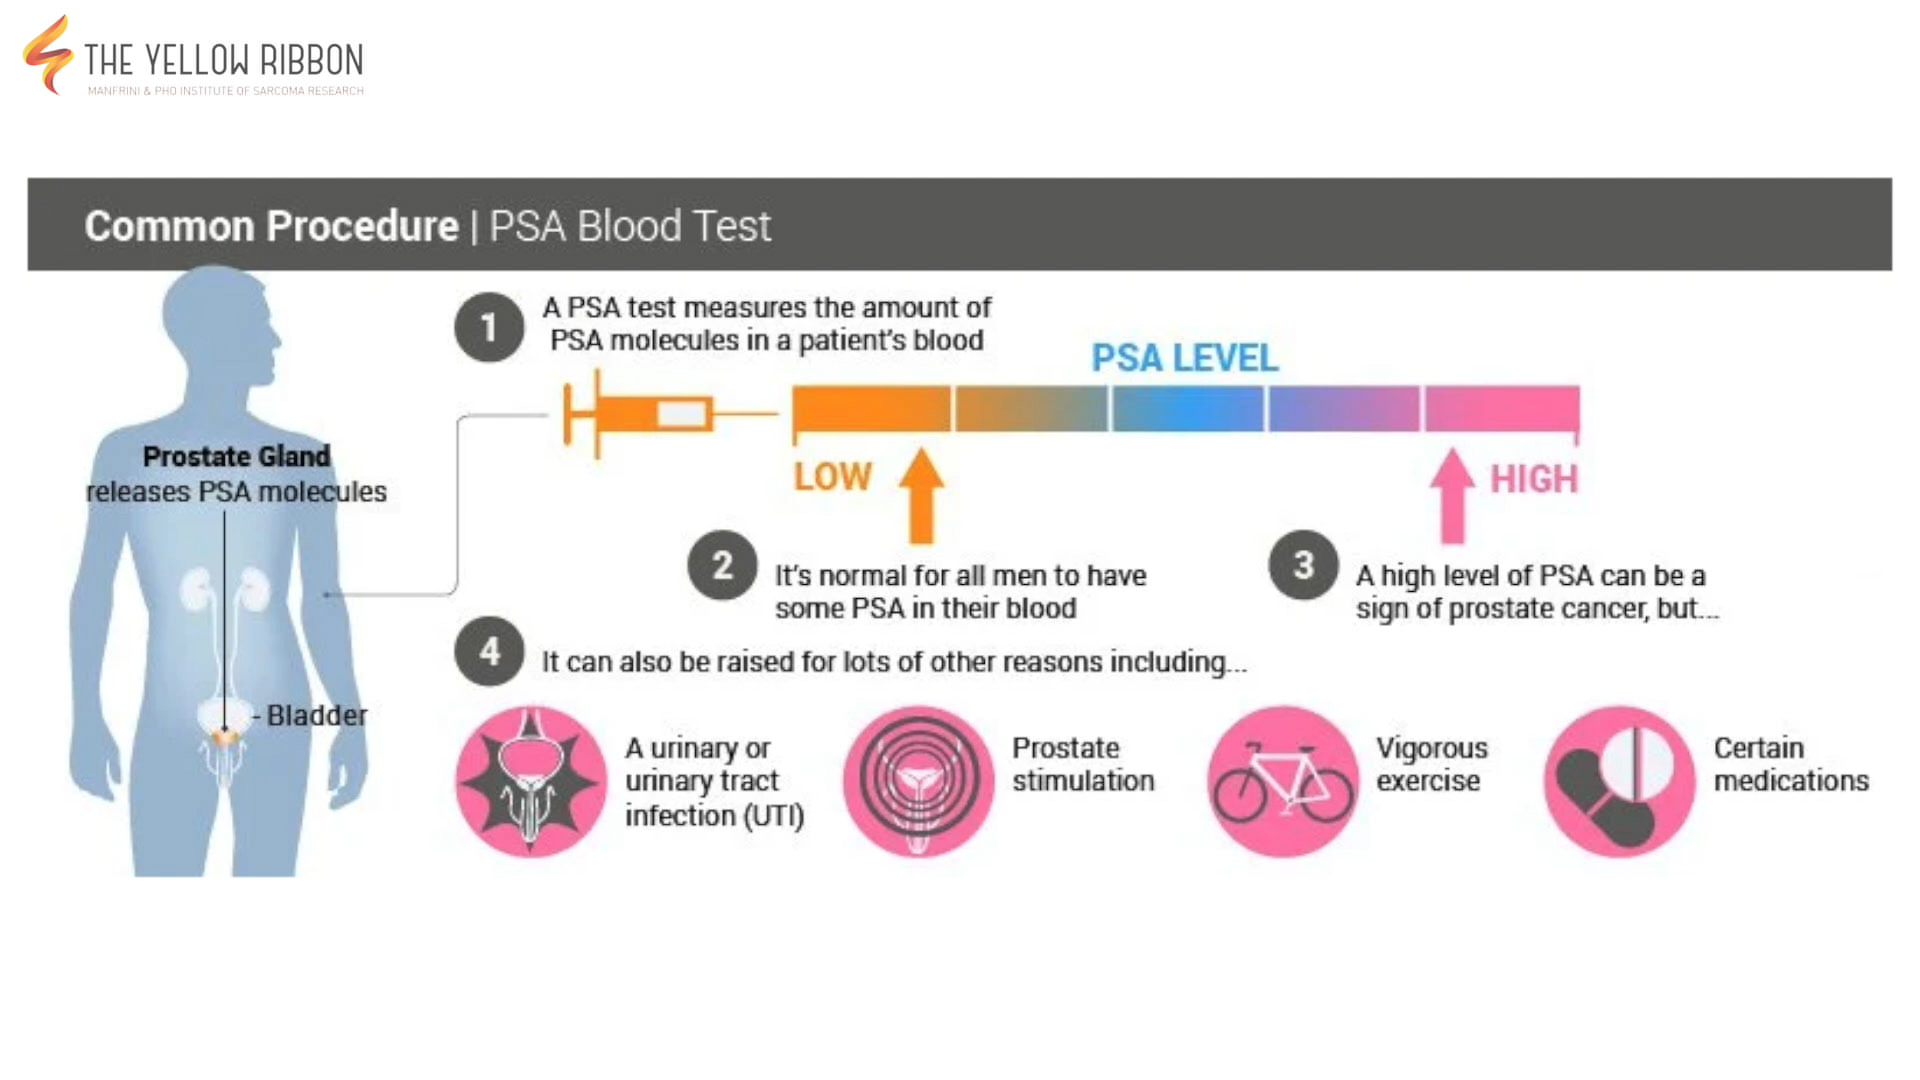 THE YELLOW RIBBON
MANFRINI & PHO INSTITUTE OF SARCOMA RESEARCH
Common Procedure | PSA Blood Test
1
A PSA test measures the amount of
PSA molecules in a patient's blood
PSA LEVEL
Prostate Gland
releases PSA molecules
LOW
HIGH
2
It's normal for all men to have
some PSA in their blood
3
A high level of PSA can be a
sign of prostate cancer, but...
4
It can also be raised for lots of other reasons including...
- Bladder
A urinary or
urinary tract
infection (UTI)
Prostate
stimulation
Vigorous
exercise
Certain
medications